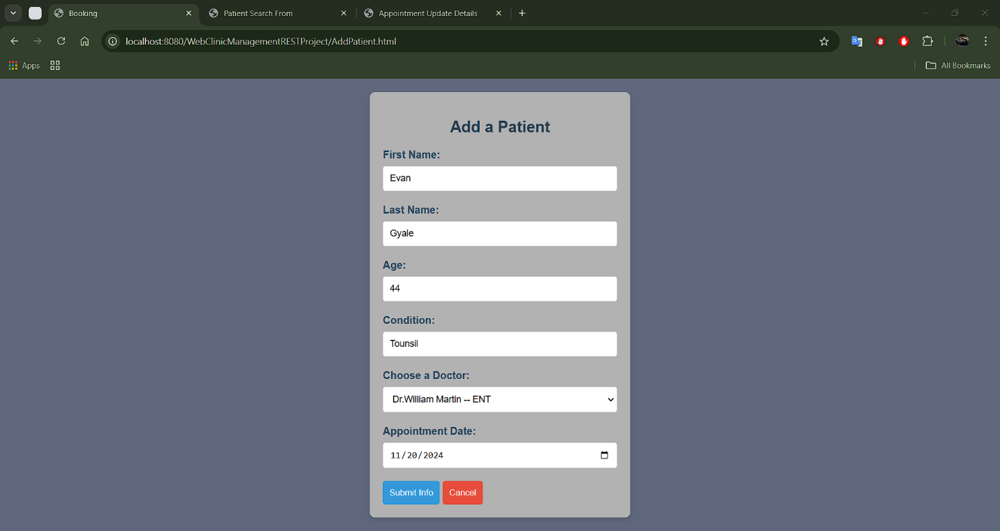 Booking
Patient Search From
Appointment Update Details
localhost:8080/WebClinicManagementRESTProject/AddPatient.html
Apps
All Bookmarks
Add a Patient
First Name:
Evan
Last Name:
Gyale
Age:
44
Condition:
Tounsil
Choose a Doctor:
Dr.William Martin -- ENT
Appointment Date:
11/20/2024
Submit Info Cancel